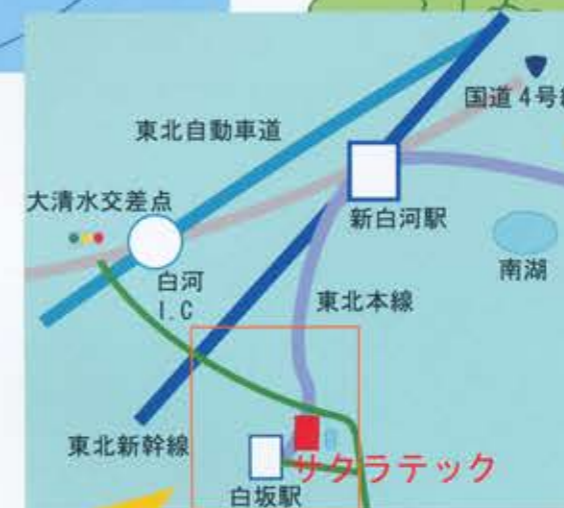 国道4号線
東北自動車道
大清水交差点
新白河駅
白河
I.C
南湖
東北本線
東北新幹線
サクラテック
白坂駅